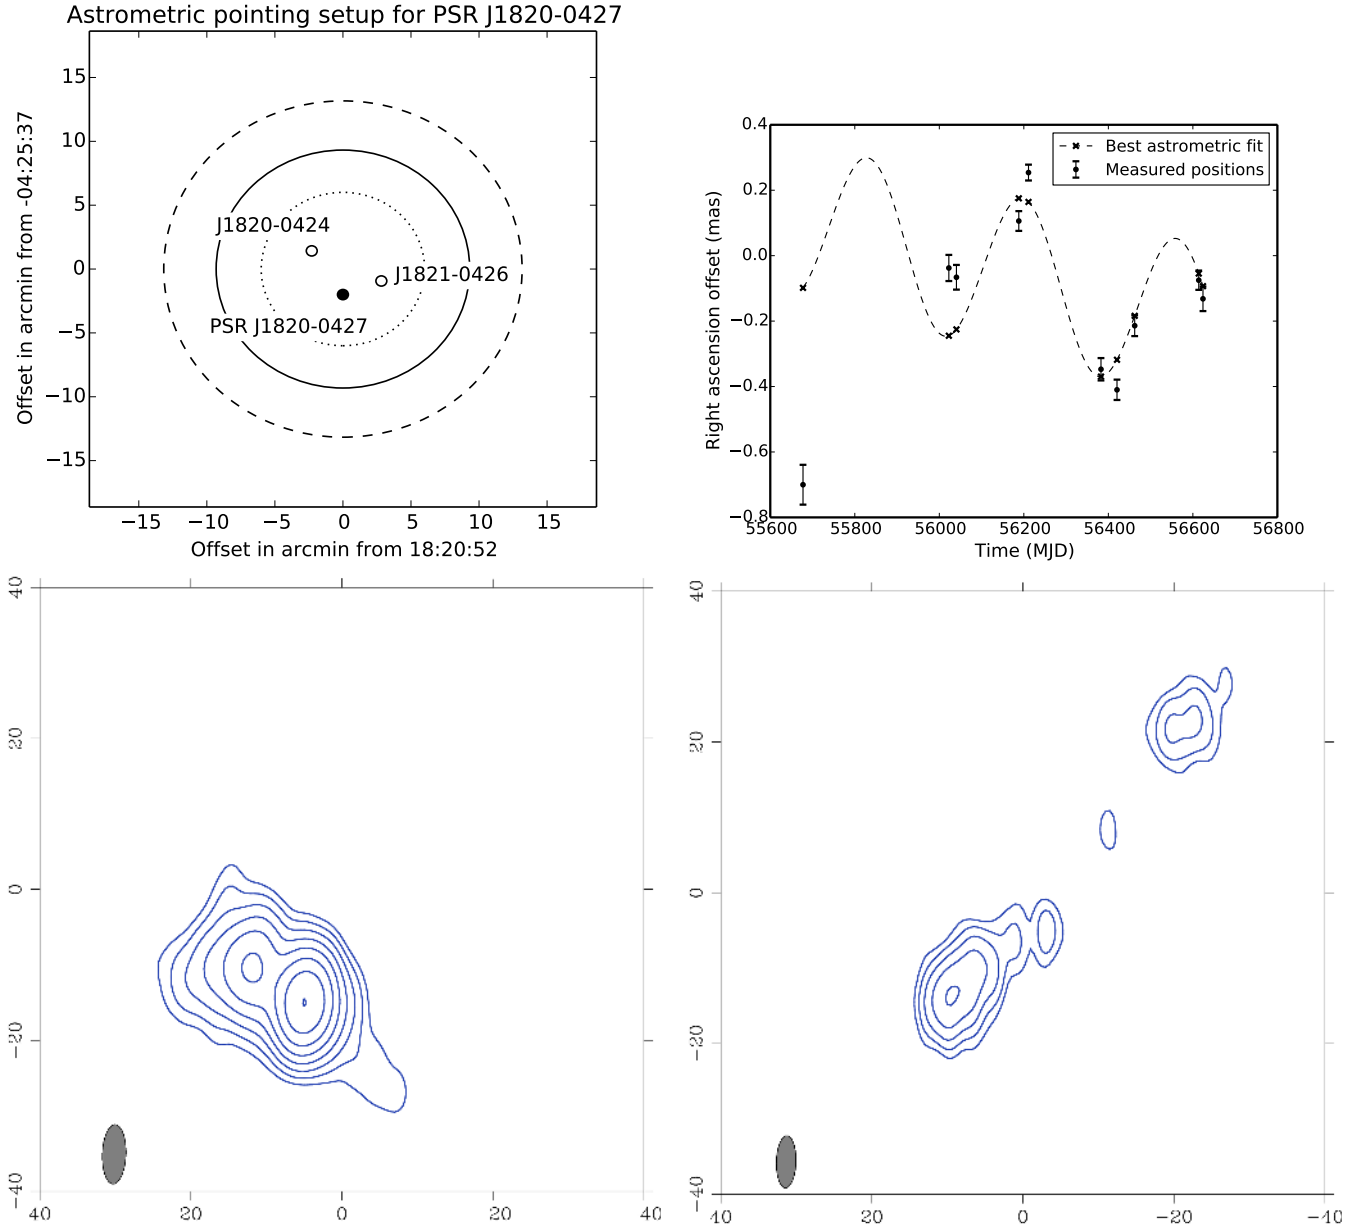 Astrometric pointing setup for PSR J1820-0427
15
10
5
0
−5
−10
−15
Offset in arcmin from -04:25:37
J1820-0424
J1821-0426
PSR J1820-0427
−15 −10 −5 0 5 10 15
Offset in arcmin from 18:20:52
0.4
0.2
0.0
−0.2
−0.4
−0.6
−0.8
Right ascension offset (mas)
Best astrometric fit
Measured positions
55600 55800 56000 56200 56400 56600 56800
Time (MJD)
40
20
0
−20
−40
40 20 0
40
20
0
−20
−40
40 20 0 −20 −40